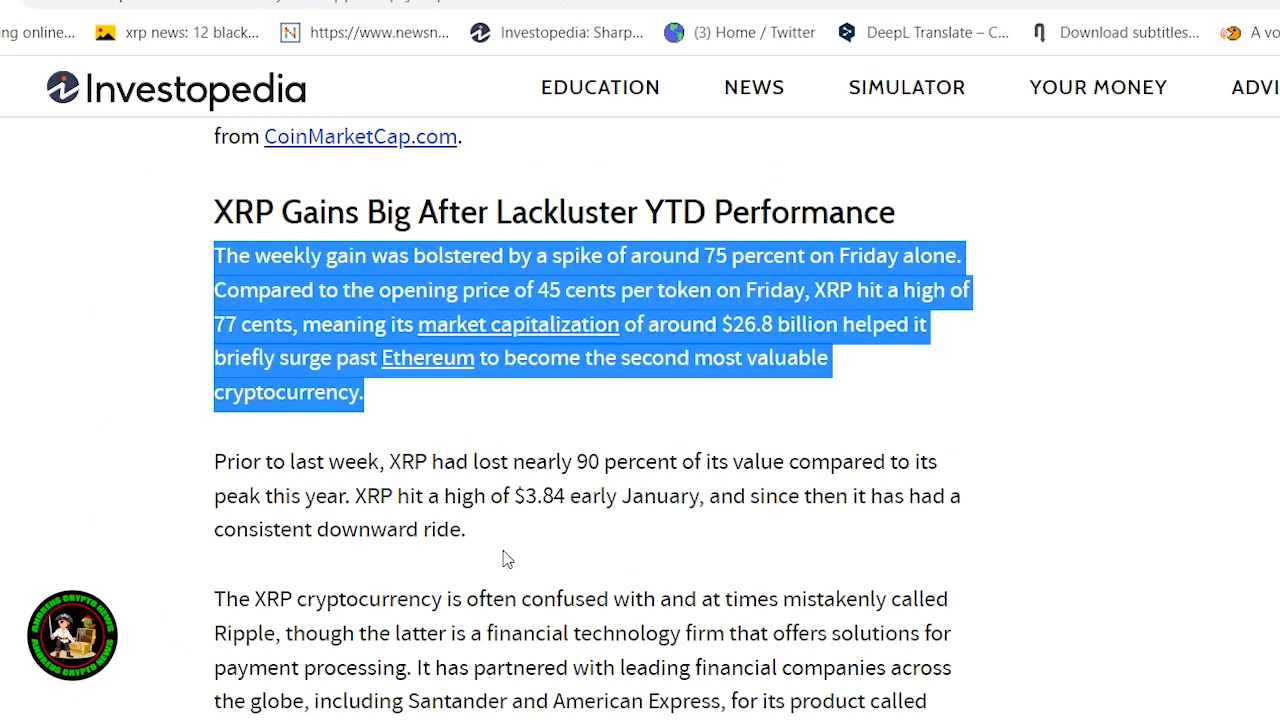 ing online...
xrp news: 12 black...
https://www.newsn...
Investopedia: Sharp...
(3) Home / Twitter
DeepL Translate – C...
Download subtitles...
A vo
Investopedia
EDUCATION
NEWS
SIMULATOR
YOUR MONEY
ADVI
from CoinMarketCap.com.
XRP Gains Big After Lackluster YTD Performance
The weekly gain was bolstered by a spike of around 75 percent on Friday alone.
Compared to the opening price of 45 cents per token on Friday, XRP hit a high of
77 cents, meaning its market capitalization of around $26.8 billion helped it
briefly surge past Ethereum to become the second most valuable
cryptocurrency.
Prior to last week, XRP had lost nearly 90 percent of its value compared to its
peak this year. XRP hit a high of $3.84 early January, and since then it has had a
consistent downward ride.
The XRP cryptocurrency is often confused with and at times mistakenly called
Ripple, though the latter is a financial technology firm that offers solutions for
payment processing. It has partnered with leading financial companies across
the globe, including Santander and American Express, for its product called
ANDREUS CRYPTO NEWS
ANDREUS CRYPTO NEWS